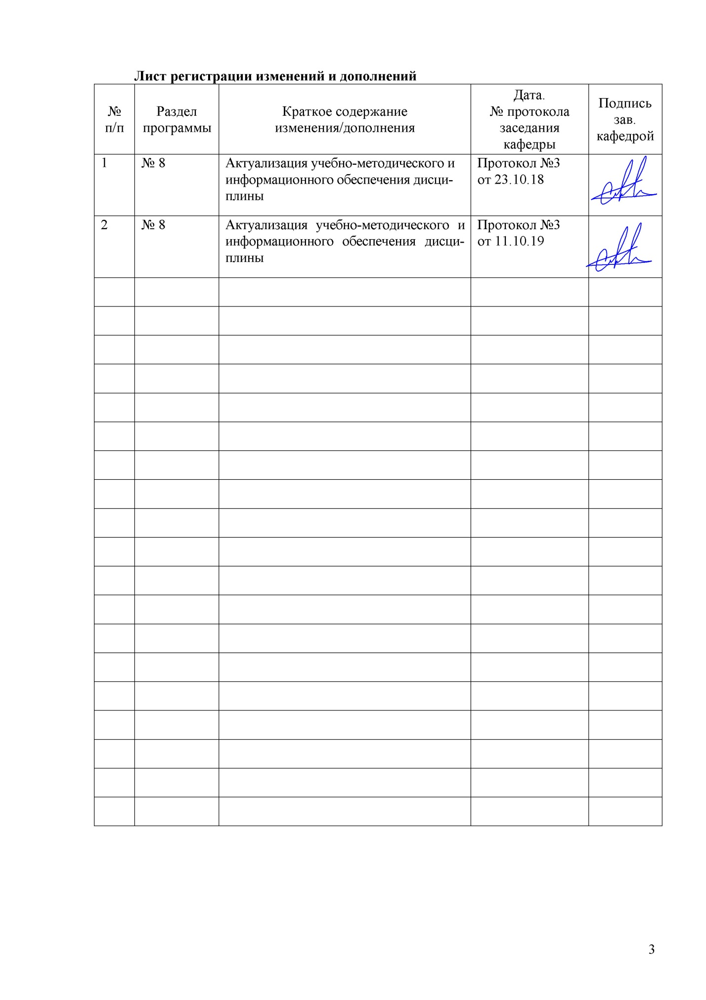 Лист регистрации изменений и дополнений
№
п/п
Раздел
программы
Краткое содержание
изменения/дополнения
Дата.
№ протокола
заседания
кафедры
Подпись
зав.
кафедрой
1
№ 8
Актуализация учебно-методического и
информационного обеспечения дисци-
плины
Протокол №3
от 23.10.18
2
№ 8
Актуализация учебно-методического и
информационного обеспечения дисци-
плины
Протокол №3
от 11.10.19
3